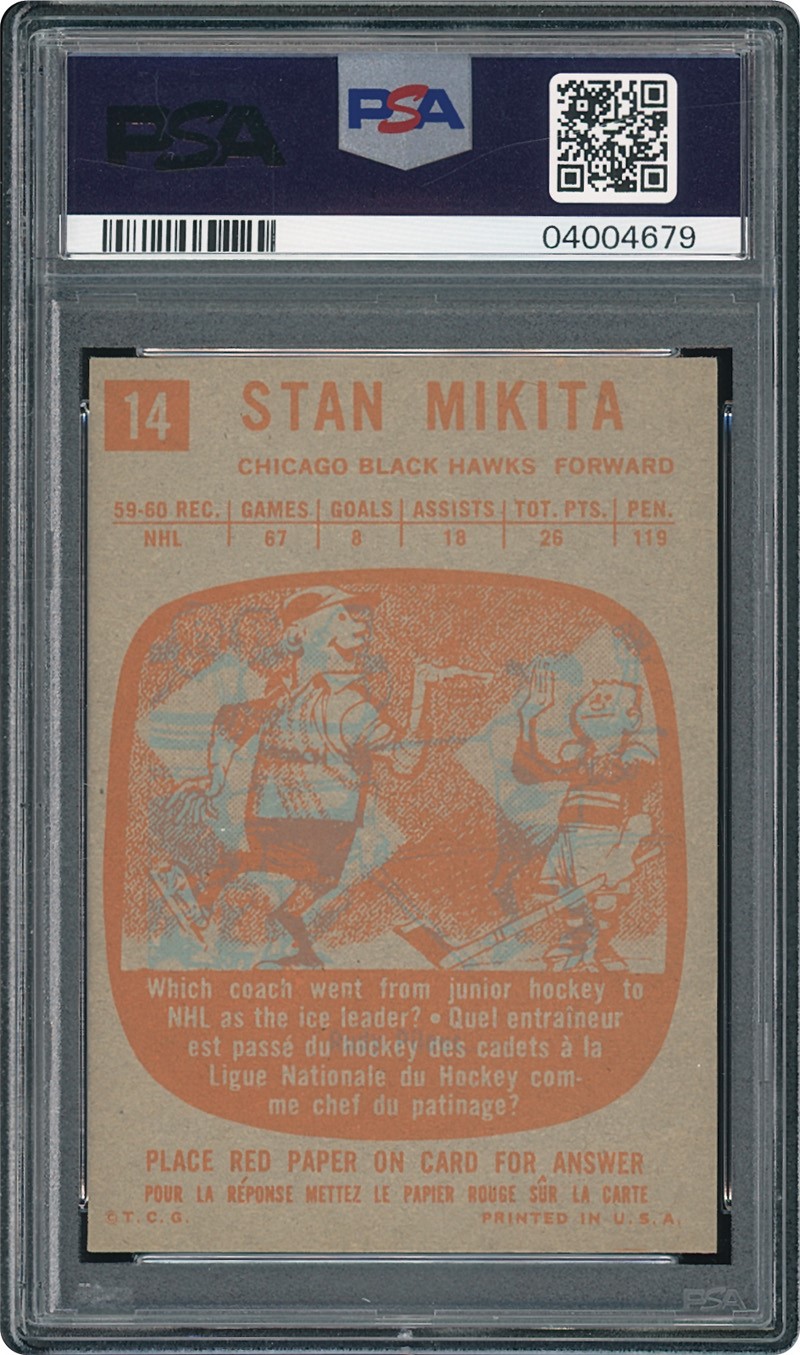 PSA
PSA
04004679
14
STAN MIKITA
CHICAGO BLACK HAWKS FORWARD
59-60 REC. GAMES GOALS ASSISTS TOT. PTS. PEN.
NHL 67 8 18 26 119
Which coach went from junior hockey to
NHL as the ice leader? • Quel entraîneur
est passé du hockey des cadets à la
Ligue Nationale du Hockey com-
me chef du patinage?
PLACE RED PAPER ON CARD FOR ANSWER
POUR LA RÉPONSE METTEZ LE PAPIER ROUGE SÛR LA CARTE
© T. C. G. PRINTED IN U. S. A.
PSA